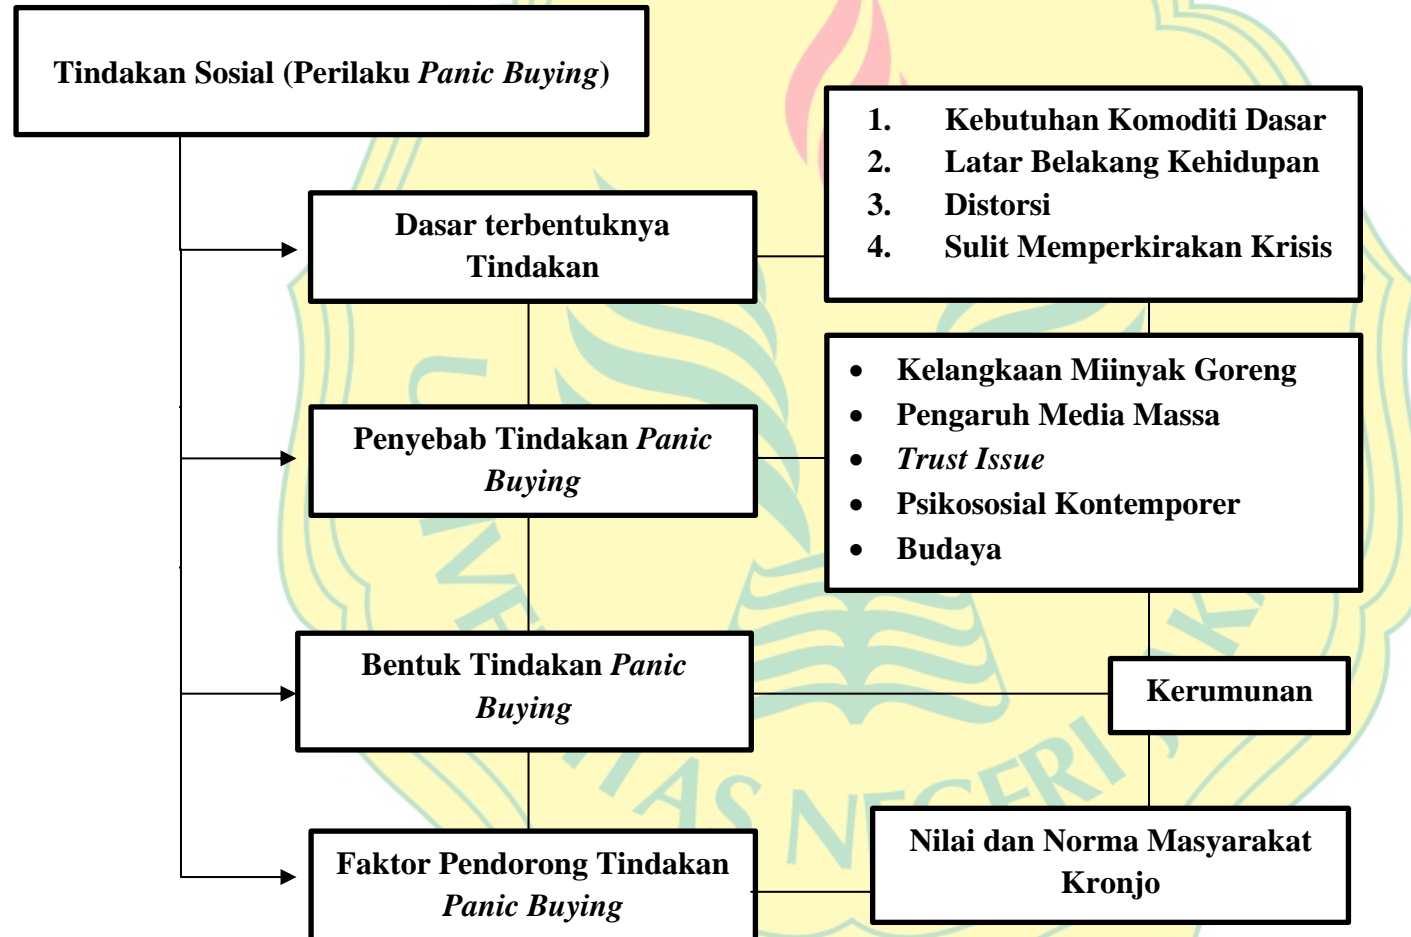 Tindakan Sosial (Perilaku Panic Buying)
1. Kebutuhan Komoditi Dasar
2. Latar Belakang Kehidupan
3. Distorsi
4. Sulit Memperkirakan Krisis
Dasar terbentuknya
Tindakan
• Kelangkaan Miinyak Goreng
• Pengaruh Media Massa
• Trust Issue
• Psikososial Kontemporer
• Budaya
Penyebab Tindakan Panic
Buying
Bentuk Tindakan Panic
Buying
Kerumunan
Faktor Pendorong Tindakan
Panic Buying
Nilai dan Norma Masyarakat
Kronjo
AS NEGERI